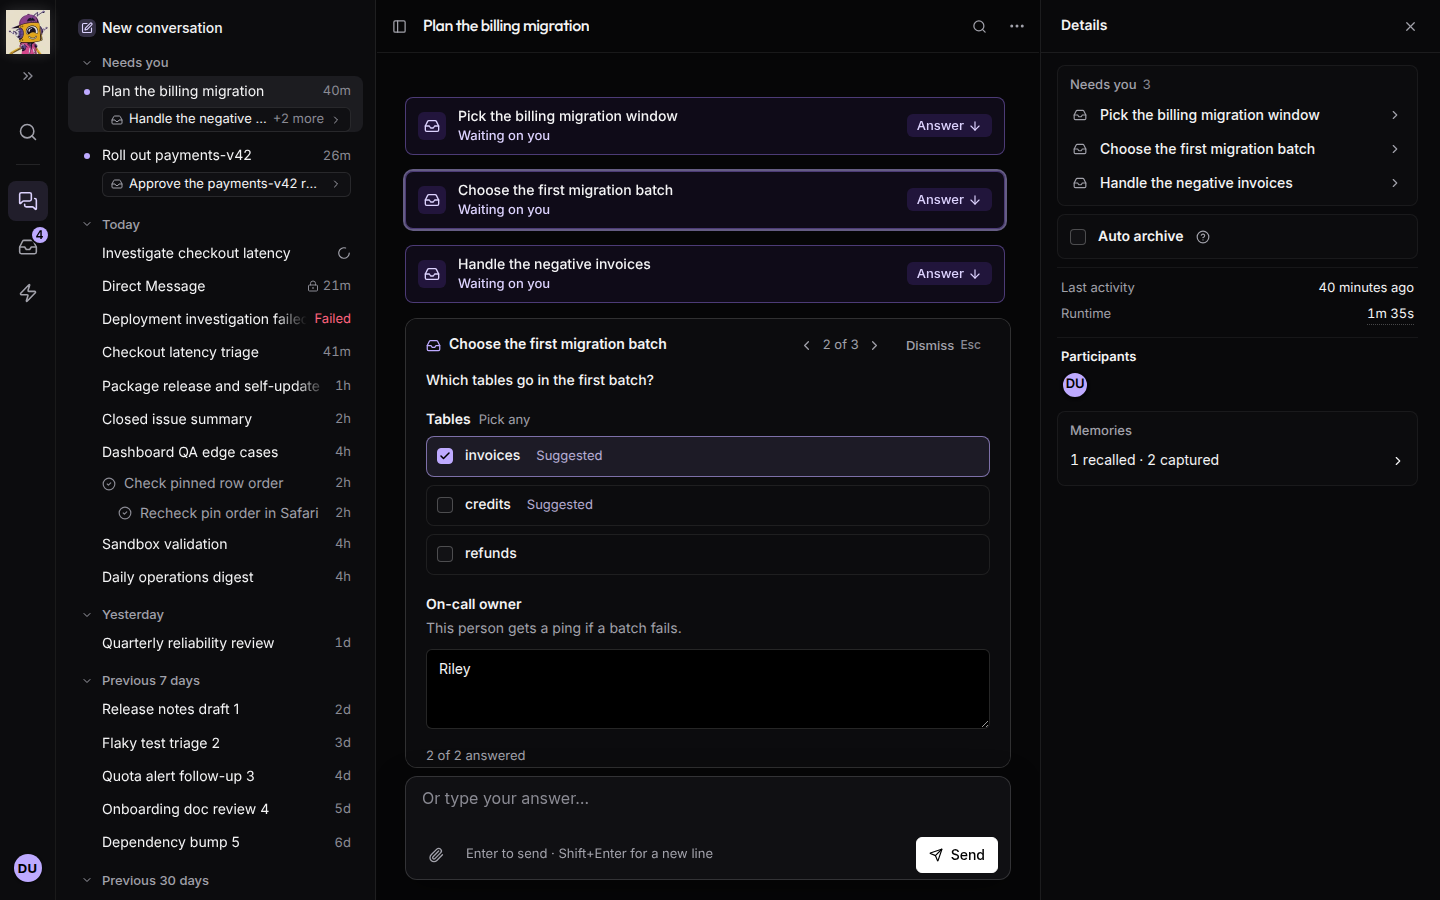 New conversation
Needs you
Plan the billing migration 40m
Handle the negative ... +2 more
Roll out payments-v42 26m
Approve the payments-v42 r...
Today
Investigate checkout latency
4
Direct Message 21m
Deployment investigation failed Failed
Checkout latency triage 41m
Package release and self-update 1h
Closed issue summary 2h
Dashboard QA edge cases 4h
Check pinned row order 2h
Recheck pin order in Safari 2h
Sandbox validation 4h
Daily operations digest 4h
Yesterday
Quarterly reliability review 1d
Previous 7 days
Release notes draft 1 2d
Flaky test triage 2 3d
Quota alert follow-up 3 4d
Onboarding doc review 4 5d
Dependency bump 5 6d
Previous 30 days
DU
Plan the billing migration
Pick the billing migration window
Waiting on you
Answer ↓
Choose the first migration batch
Waiting on you
Answer ↓
Handle the negative invoices
Waiting on you
Answer ↓
Choose the first migration batch 2 of 3 Dismiss Esc
Which tables go in the first batch?
Tables Pick any
invoices Suggested
credits Suggested
refunds
On-call owner
This person gets a ping if a batch fails.
Riley
2 of 2 answered
Or type your answer...
Enter to send · Shift+Enter for a new line
Send
Details
Needs you 3
Pick the billing migration window
Choose the first migration batch
Handle the negative invoices
Auto archive
Last activity 40 minutes ago
Runtime 1m 35s
Participants
DU
Memories
1 recalled · 2 captured